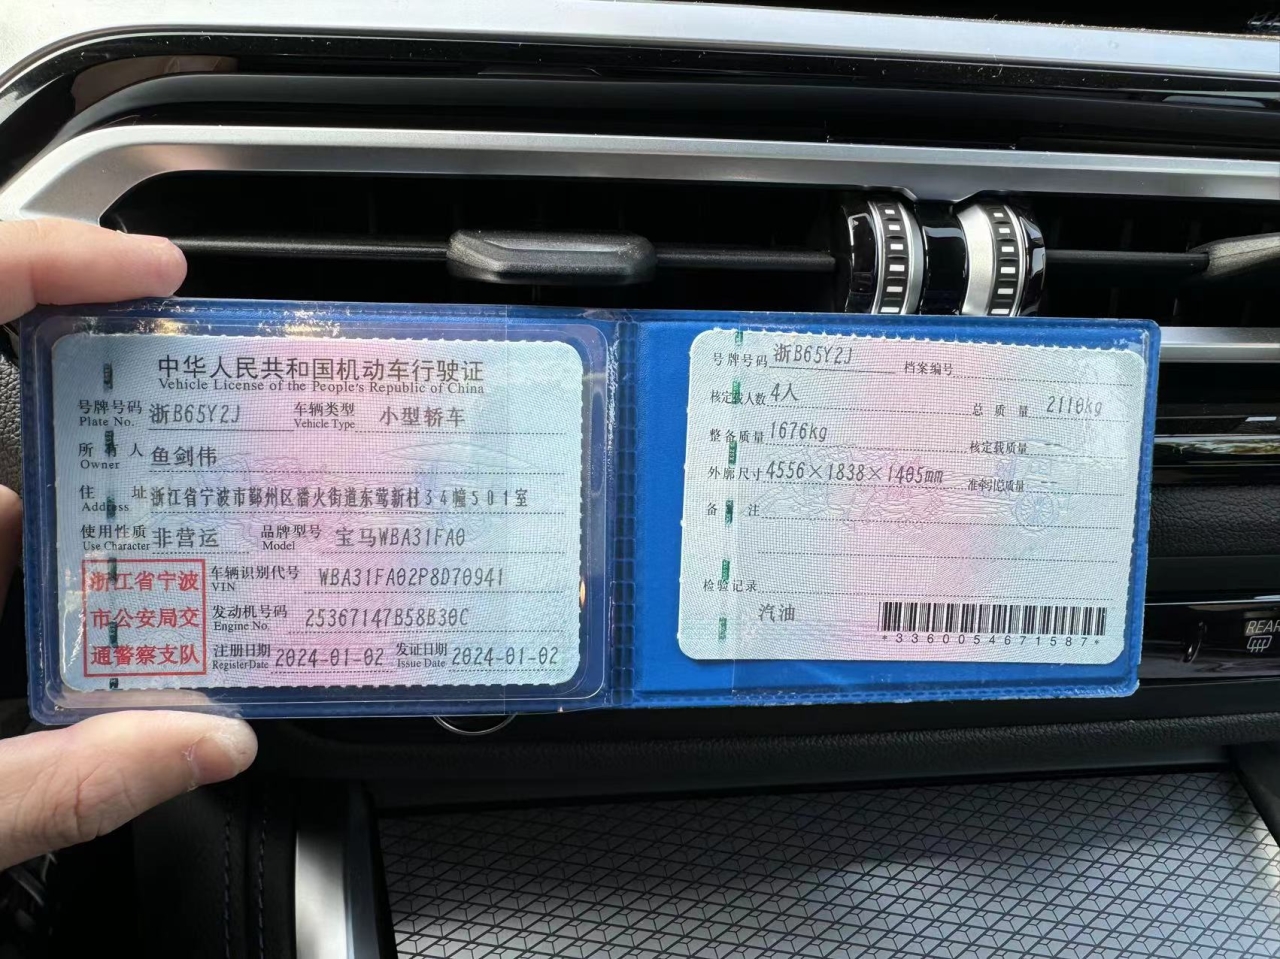 中华人民共和国机动车行驶证
Vehicle License of the People's Republic of China
号牌号码 浙B65Y2J 车辆类型 小型轿车
Plate No. Vehicle Type
所有人 鱼剑伟
Owner
住址 浙江省宁波市鄞州区潘火街道东莺新村34幢501室
Address
使用性质 非营运 品牌型号 宝马WBA31FA0
Use Character Model
浙江省宁波
市公安局交
通警察支队
车辆识别代号 WBA31FA02P8D70941
VIN
发动机号码 25367147B58B30C
Engine No.
注册日期 2024-01-02 发证日期 2024-01-02
Register Date Issue Date
号牌号码 浙B65Y2J 档案编号
核定载人数 4人 总质量 2110kg
整备质量 1676kg 核定载质量 --
外廓尺寸 4556×1838×1405mm 准牵引总质量 --
备注
检验记录
汽油
*3360054671587*
REAR